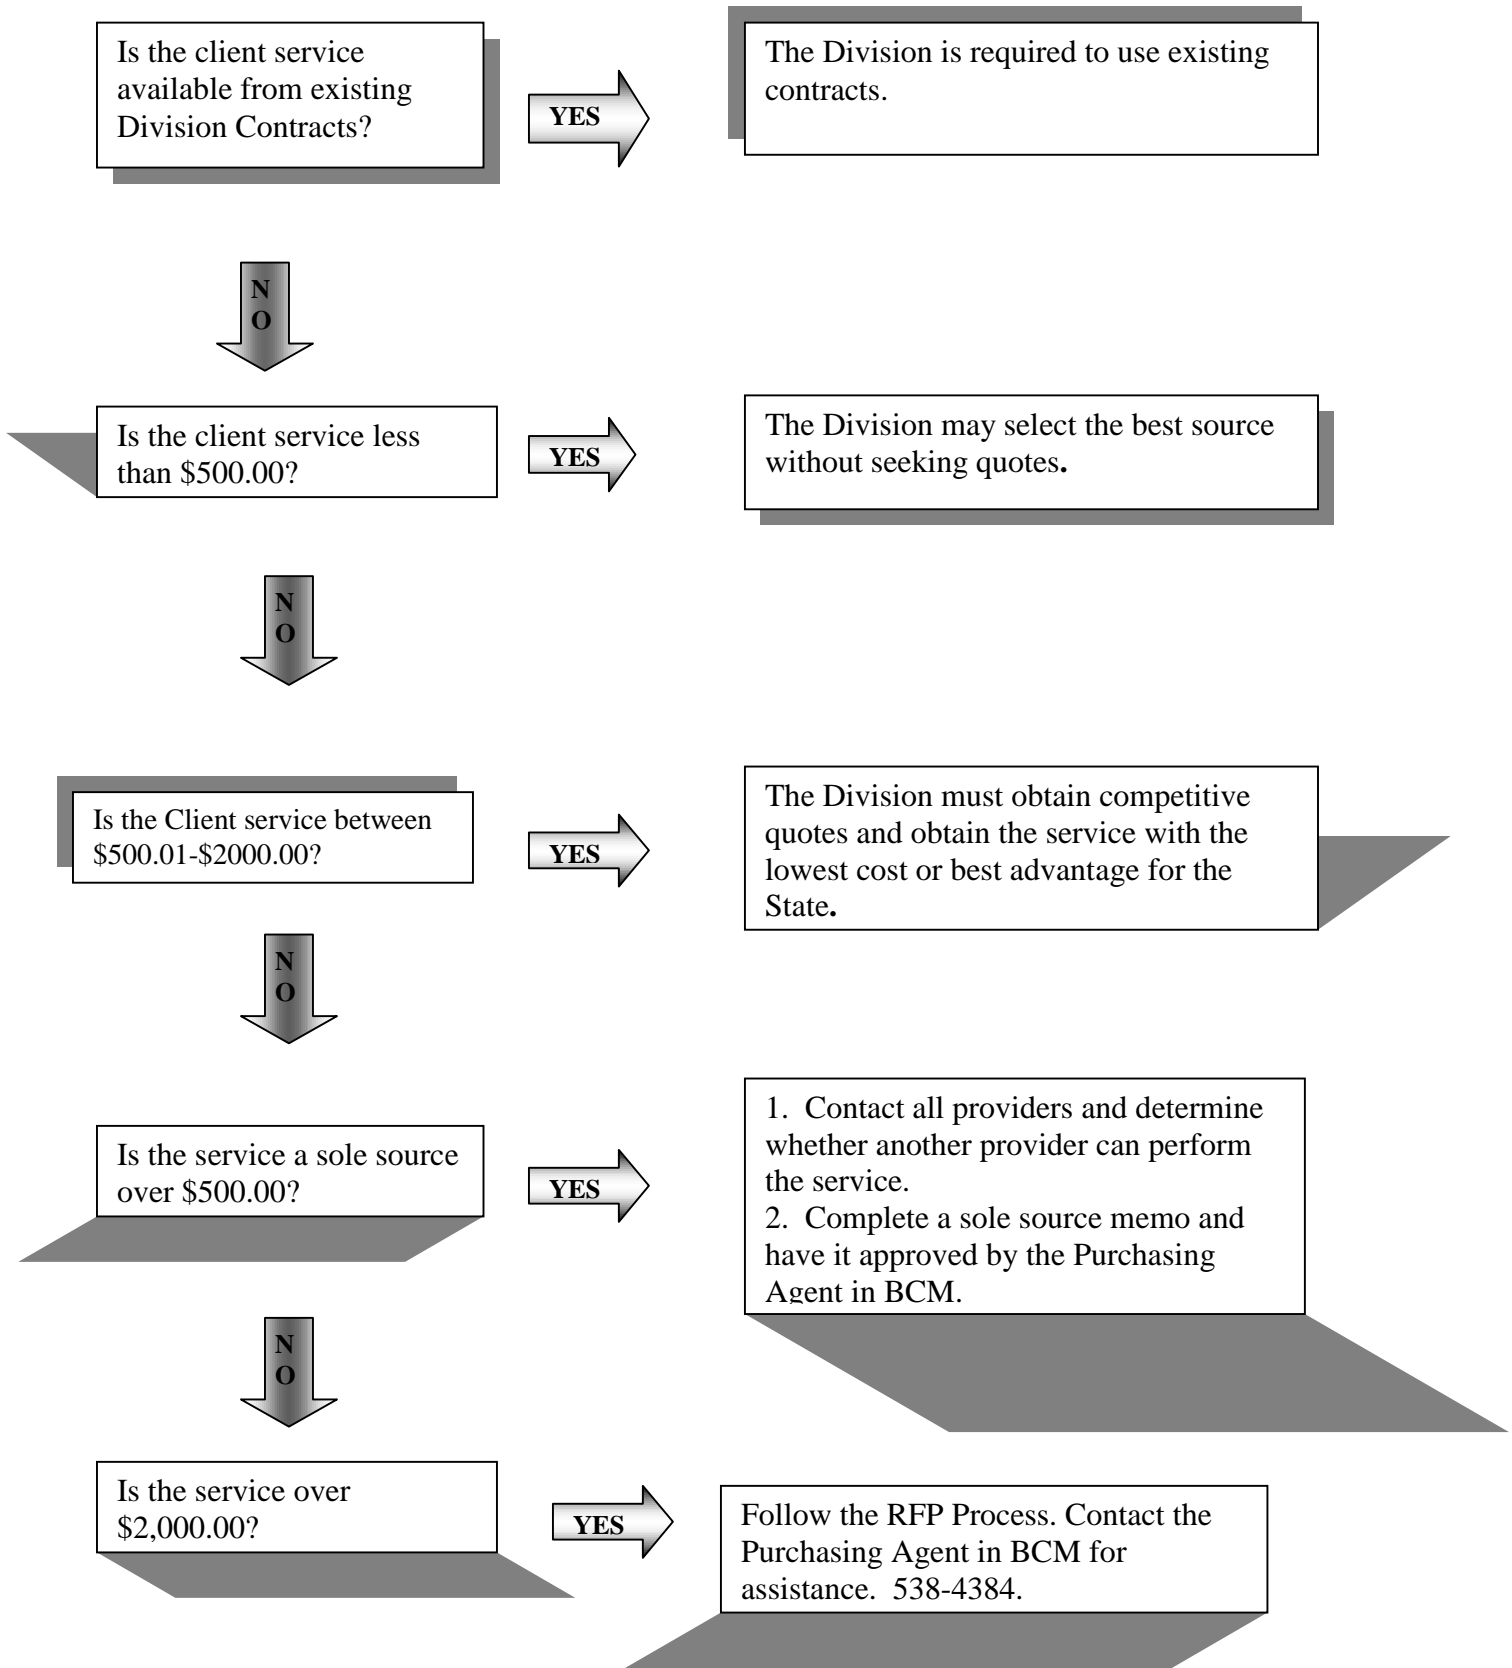 Is the client service
available from existing
Division Contracts?
YES
The Division is required to use existing
contracts.
N
O
Is the client service less
than $500.00?
YES
The Division may select the best source
without seeking quotes.
N
O
Is the Client service between
$500.01-$2000.00?
YES
The Division must obtain competitive
quotes and obtain the service with the
lowest cost or best advantage for the
State.
N
O
Is the service a sole source
over $500.00?
YES
1. Contact all providers and determine
whether another provider can perform
the service.
2. Complete a sole source memo and
have it approved by the Purchasing
Agent in BCM.
N
O
Is the service over
$2,000.00?
YES
Follow the RFP Process. Contact the
Purchasing Agent in BCM for
assistance. 538-4384.